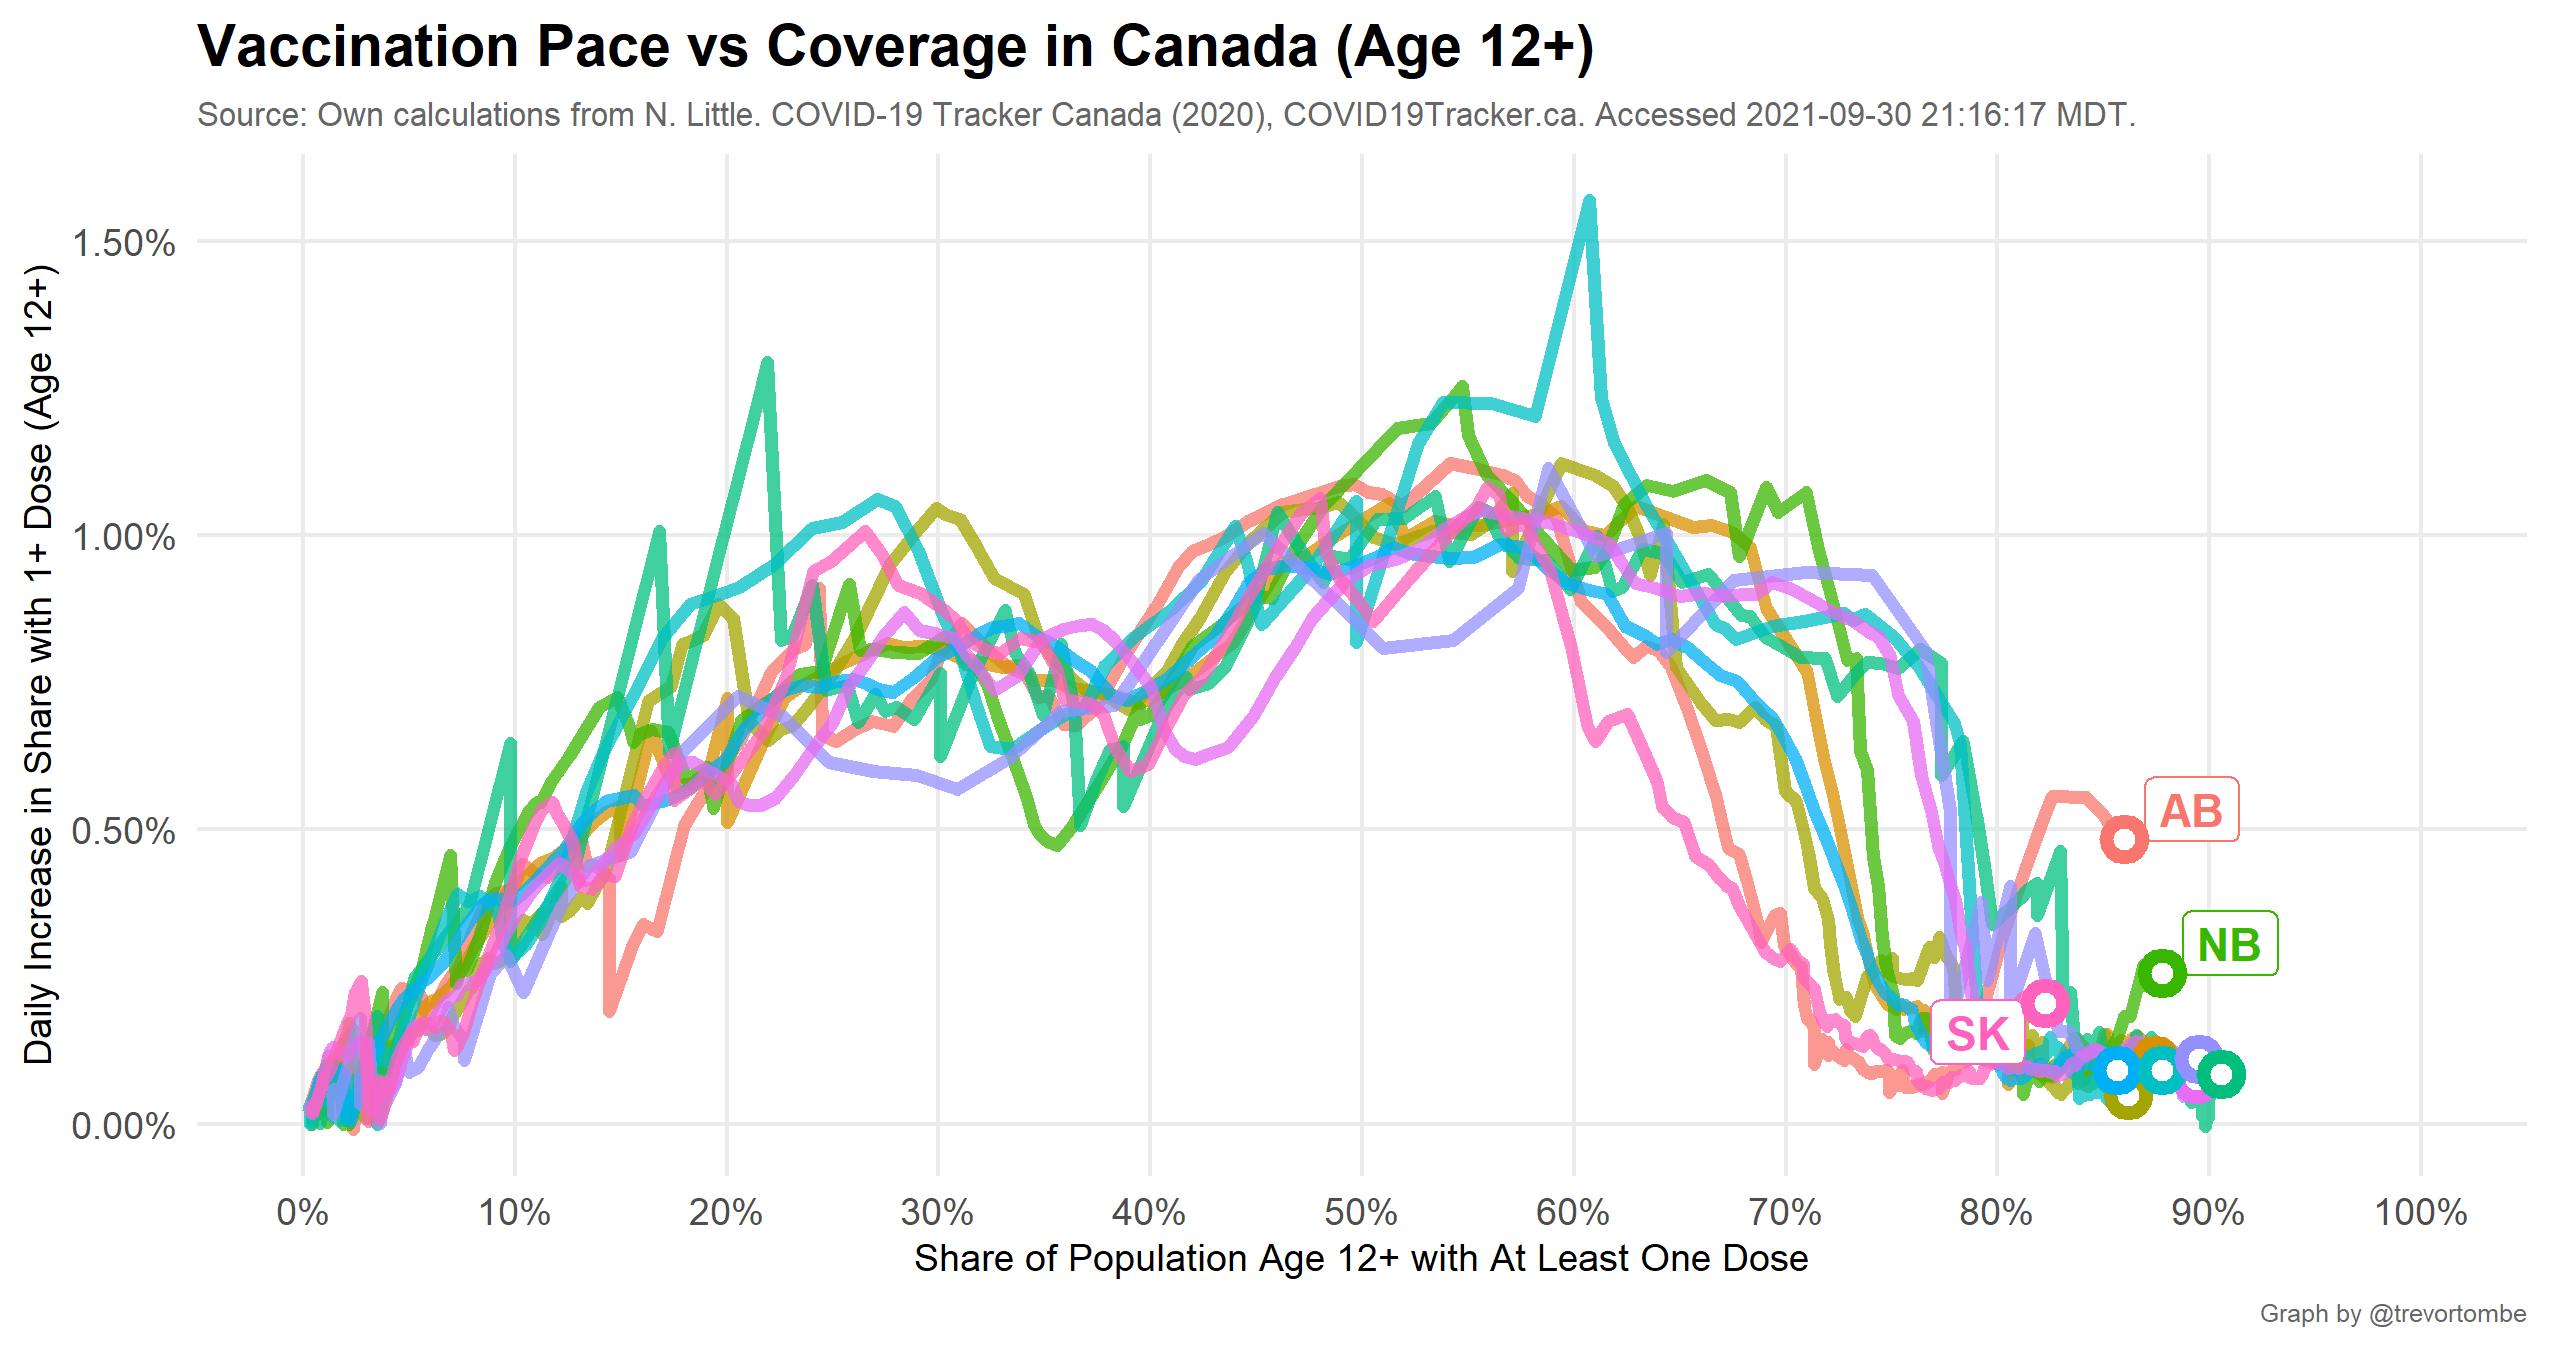 Vaccination Pace vs Coverage in Canada (Age 12+)
Source: Own calculations from N. Little. COVID-19 Tracker Canada (2020), COVID19Tracker.ca. Accessed 2021-09-30 21:16:17 MDT.
Daily Increase in Share with 1+ Dose (Age 12+)
1.50%
1.00%
0.50%
0.00%
AB
NB
SK
0% 10% 20% 30% 40% 50% 60% 70% 80% 90% 100%
Share of Population Age 12+ with At Least One Dose
Graph by @trevortombe